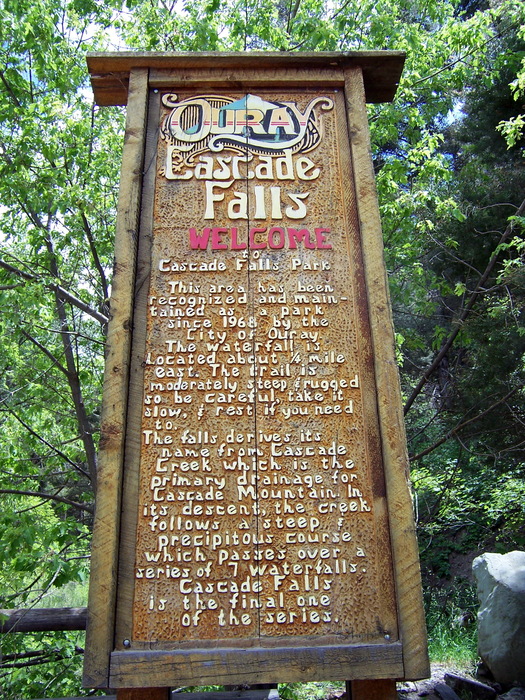 OURAY
Cascade
Falls
WELCOME
to
Cascade Falls Park
This area has been
recognized and main-
tained as a park
since 1968 by the
City of Ouray.
The waterfall is
located about ¼ mile
east. The trail is
moderately steep & rugged
so be careful, take it
slow, & rest if you need
to.
The falls derives its
name from Cascade
Creek which is the
primary drainage for
Cascade Mountain. In
its descent, the creek
follows a steep &
precipitous course
which passes over a
series of 7 waterfalls.
Cascade Falls
is the final one
of the series.